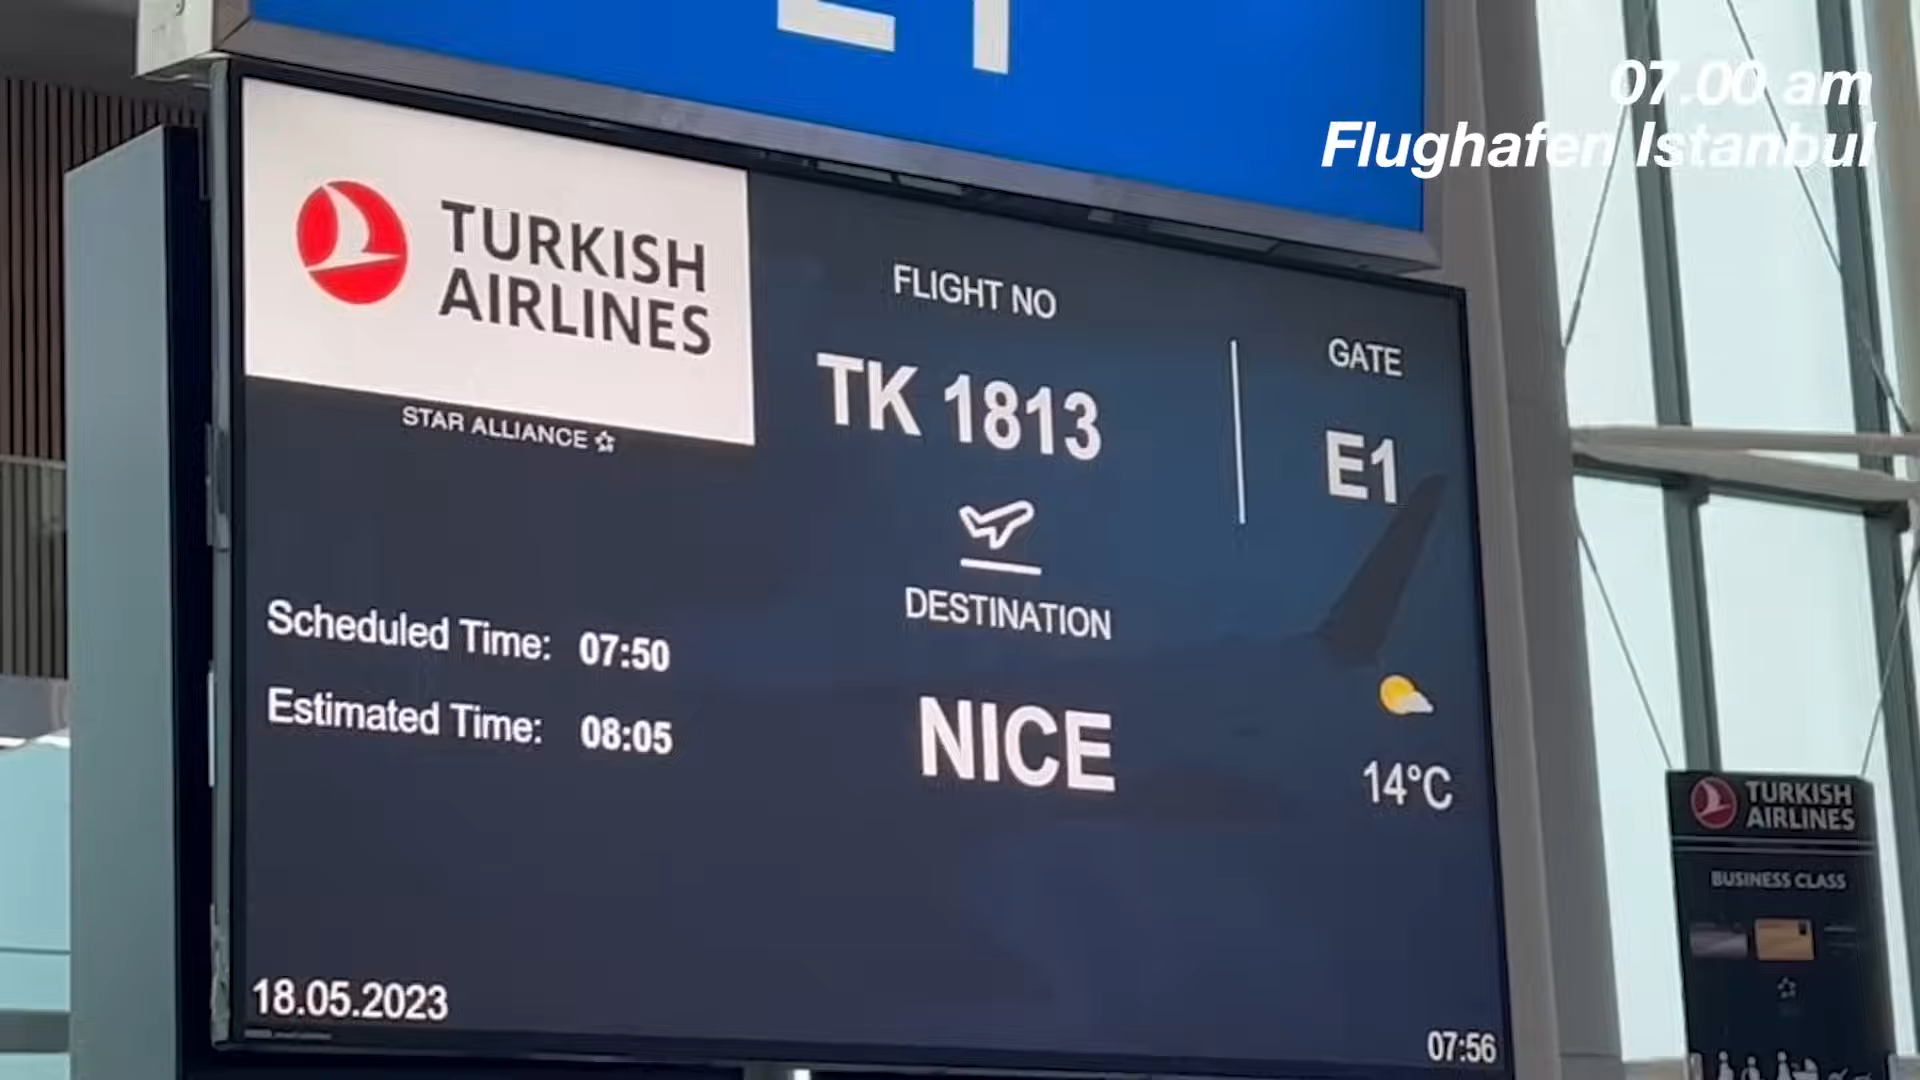 E1
07.00 am
Flughafen Istanbul
TURKISH
AIRLINES
STAR ALLIANCE
FLIGHT NO
TK 1813
GATE
E1
DESTINATION
NICE
Scheduled Time: 07:50
Estimated Time: 08:05
14°C
18.05.2023
07:56
TURKISH
AIRLINES
BUSINESS CLASS